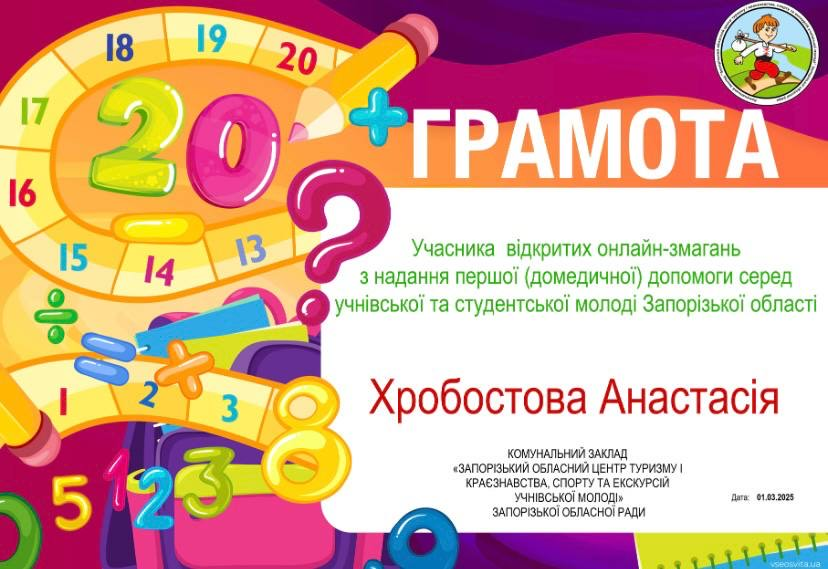 18
19
20
17
20
ГРАМОТА
16
15
14
13
Учасника відкритих онлайн-змагань
з надання першої (домедичної) допомоги серед
учнівської та студентської молоді Запорізької області
?
1
2
3
8
Хробостова Анастасія
КОМУНАЛЬНИЙ ЗАКЛАД
«ЗАПОРІЗЬКИЙ ОБЛАСНИЙ ЦЕНТР ТУРИЗМУ І
КРАЄЗНАВСТВА, СПОРТУ ТА ЕКСКУРСІЙ
УЧНІВСЬКОЇ МОЛОДІ»
ЗАПОРІЗЬКОЇ ОБЛАСНОЇ РАДИ
Дата: 01.03.2025
5
1
2
3
vseosvita.ua